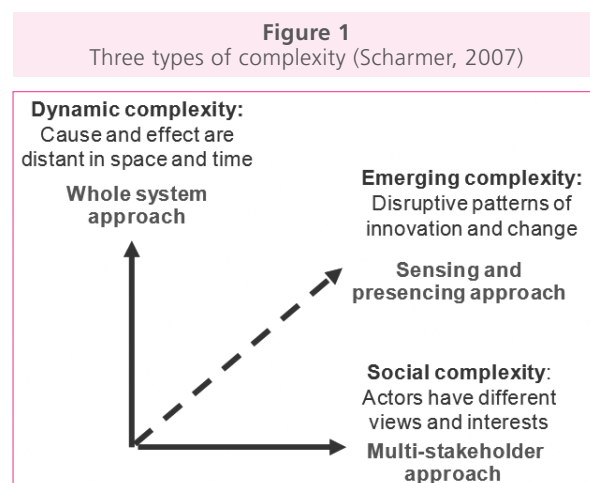 Figure 1
Three types of complexity (Scharmer, 2007)
Dynamic complexity:
Cause and effect are
distant in space and time
Whole system
approach
Emerging complexity:
Disruptive patterns of
innovation and change
Sensing and
presencing approach
Social complexity:
Actors have different
views and interests
Multi-stakeholder
approach